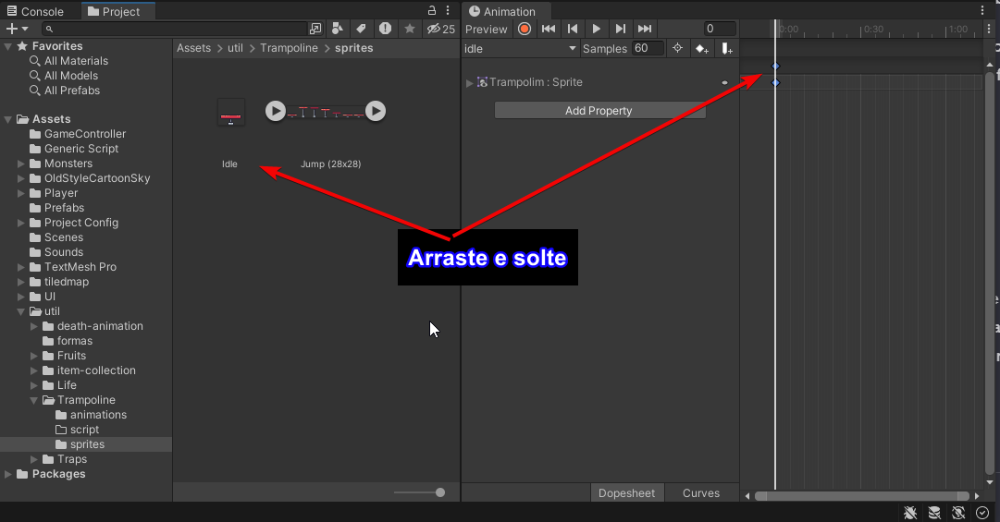 Console
Project
25
Favorites
All Materials
All Models
All Prefabs
Assets
GameController
Generic Script
Monsters
OldStyleCartoonSky
Player
Prefabs
Project Config
Scenes
Sounds
TextMesh Pro
tiledmap
UI
util
death-animation
formas
Fruits
item-collection
Life
Trampoline
animations
script
sprites
Traps
Packages
Assets > util > Trampoline > sprites
Idle
Jump (28x28)
Arraste e solte
Animation
Preview
0
idle
Samples 60
Trampolim : Sprite
Add Property
0:00
0:30
1:00
Dopesheet
Curves